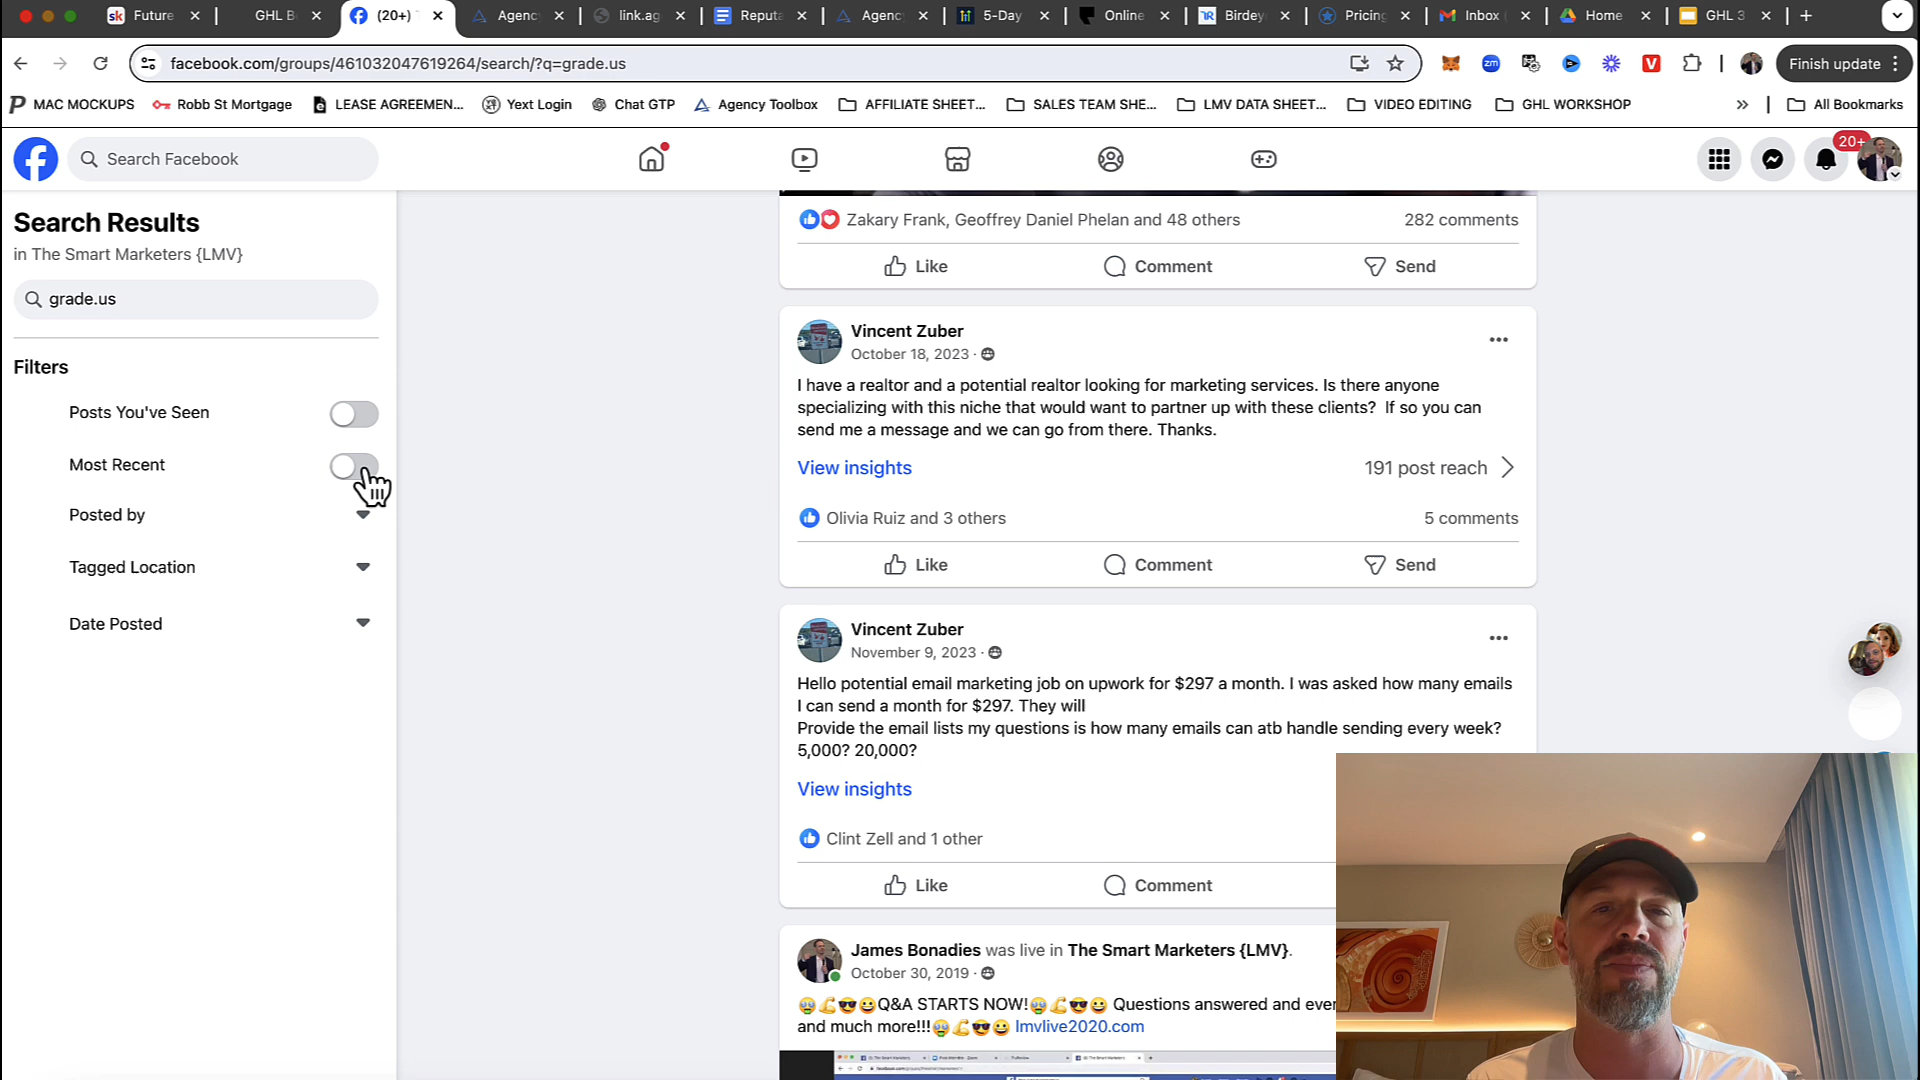 Future
GHL B
(20+)
Agenc
link.ag
Reputa
Agenc
5-Day
Online
Birdey
Pricing
Inbox (
Home
GHL 3
facebook.com/groups/461032047619264/search/?q=grade.us
Finish update
MAC MOCKUPS
Robb St Mortgage
LEASE AGREEMEN...
Yext Login
Chat GTP
Agency Toolbox
AFFILIATE SHEET...
SALES TEAM SHE...
LMV DATA SHEET...
VIDEO EDITING
GHL WORKSHOP
All Bookmarks
Search Facebook
20+
Search Results
in The Smart Marketers {LMV}
grade.us
Filters
Posts You've Seen
Most Recent
Posted by
Tagged Location
Date Posted
Zakary Frank, Geoffrey Daniel Phelan and 48 others
282 comments
Like
Comment
Send
Vincent Zuber
October 18, 2023 ·
I have a realtor and a potential realtor looking for marketing services. Is there anyone
specializing with this niche that would want to partner up with these clients? If so you can
send me a message and we can go from there. Thanks.
View insights
191 post reach
Olivia Ruiz and 3 others
5 comments
Like
Comment
Send
Vincent Zuber
November 9, 2023 ·
Hello potential email marketing job on upwork for $297 a month. I was asked how many emails
I can send a month for $297. They will
Provide the email lists my questions is how many emails can atb handle sending every week?
5,000? 20,000?
View insights
Clint Zell and 1 other
Like
Comment
James Bonadies was live in The Smart Marketers {LMV}.
October 30, 2019 ·
🤑💪😎😀Q&A STARTS NOW!🤑💪😎😀 Questions answered and ever
and much more!!!🤑💪😎😀 lmvlive2020.com